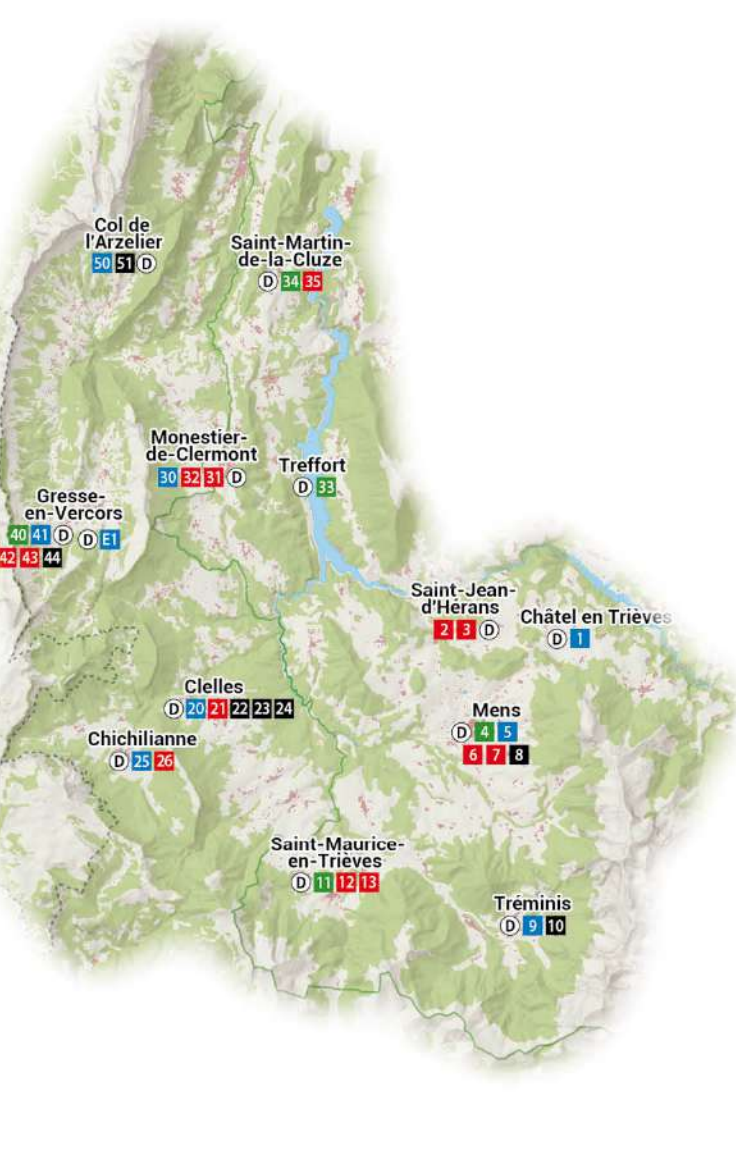 Col de
l'Arzelier
50 51 D
Saint-Martin-
de-la-Cluze
D 34 35
Monestier-
de-Clermont
30 32 31 D
Treffort
D 33
Gresse-
en-Vercors
40 41 D D E1
42 43 44
Saint-Jean-
d'Hérans
2 3 D
Châtel en Trièves
D 1
Clelles
D 20 21 22 23 24
Mens
D 4 5
6 7 8
Chichilianne
D 25 26
Saint-Maurice-
en-Trièves
D 11 12 13
Tréminis
D 9 10